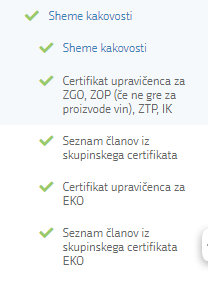 Sheme kakovosti
Sheme kakovosti
Certifikat upravičenca za
ZGO, ZOP (če ne gre za
proizvode vin), ZTP, IK
Seznam članov iz
skupinskega certifikata
Certifikat upravičenca za
EKO
Seznam članov iz
skupinskega certifikata
EKO